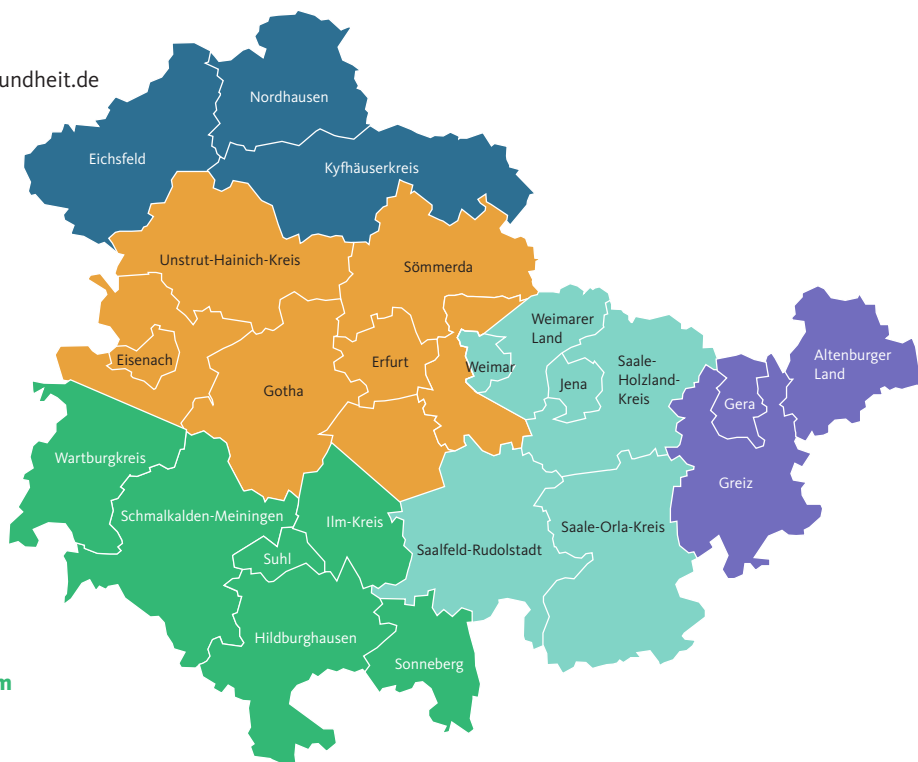 undheit.de
Nordhausen
Eichsfeld
Kyfhäuserkreis
Unstrut-Hainich-Kreis
Sömmerda
Weimarer
Land
Altenburger
Land
Eisenach
Erfurt
Weimar
Saale-
Holzland-
Kreis
Jena
Gotha
Gera
Wartburgkreis
Greiz
Schmalkalden-Meiningen
Ilm-Kreis
Saale-Orla-Kreis
Suhl
Saalfeld-Rudolstadt
Hildburghausen
Sonneberg